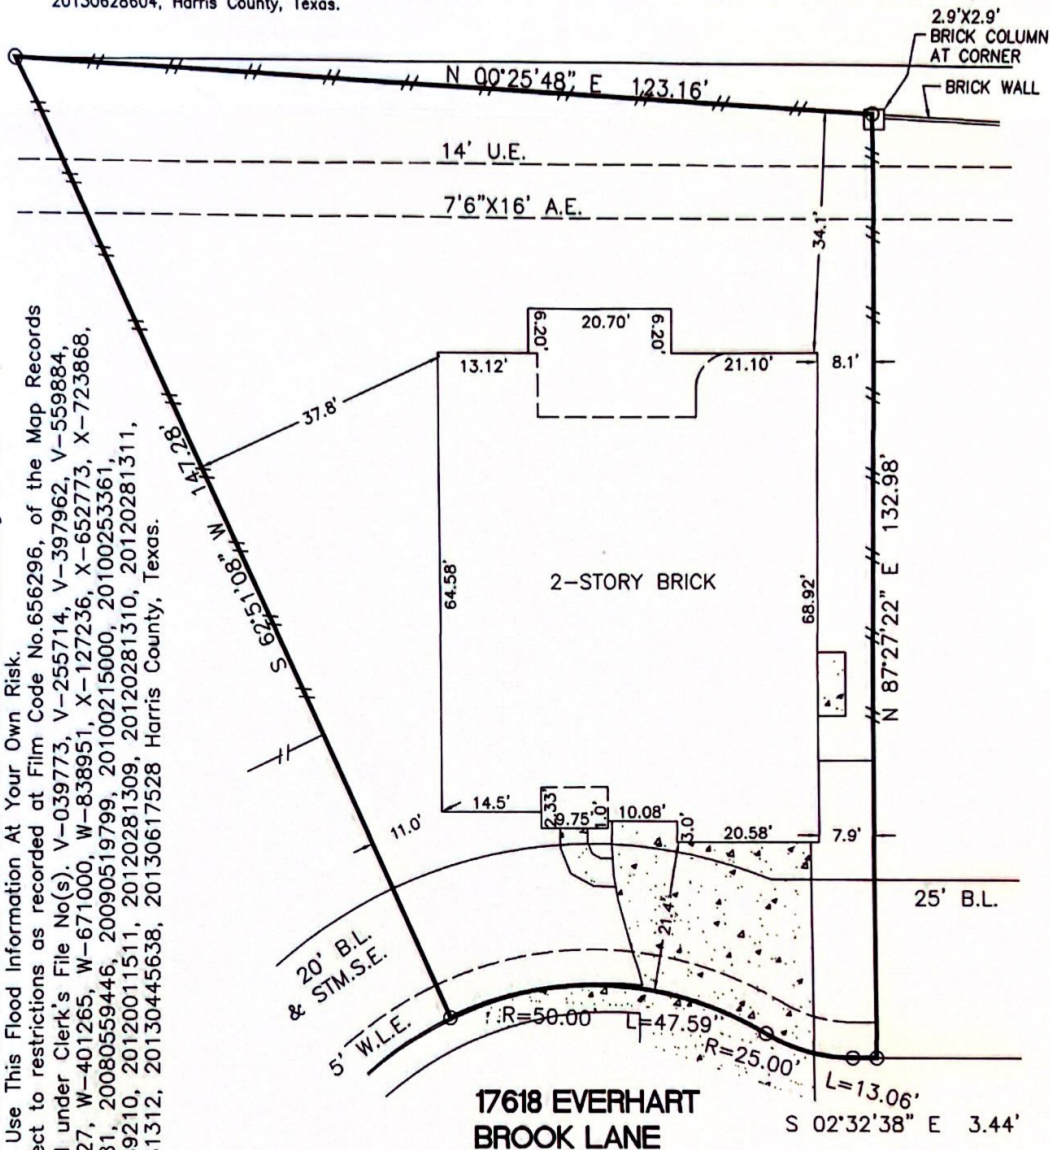 20130628604, Harris County, Texas.
2.9'X2.9'
BRICK COLUMN
AT CORNER
BRICK WALL
N 00°25'48" E 123.16'
14' U.E.
7'6"X16' A.E.
34.1'
6.20'
20.70'
6.20'
13.12'
21.10'
8.1'
37.8'
S 62°51'08" W 147.28'
64.58'
2-STORY BRICK
68.92'
N 87°27'22" E 132.98'
14.5'
2.33'
9.75'
1.0'
10.08'
3.0'
20.58'
7.9'
11.0'
25' B.L.
20' B.L.
& STM.S.E.
5' W.L.E.
R=50.00' L=47.59'
R=25.00'
L=13.06'
S 02°32'38" E 3.44'
17618 EVERHART
BROOK LANE
Use This Flood Information At Your Own Risk.
ect to restrictions as recorded at Film Code No.656296, of the Map Records
under Clerk's File No(s). V-039773, V-255714, V-397962, V-559884,
27, W-401265, W-671000, W-838951, X-127236, X-652773, X-723868,
31, 20080559446, 20090519799, 20100215000, 20100253361,
9210, 20120011511, 20120281309, 20120281310, 20120281311,
1312, 20130445638, 20130617528 Harris County, Texas.